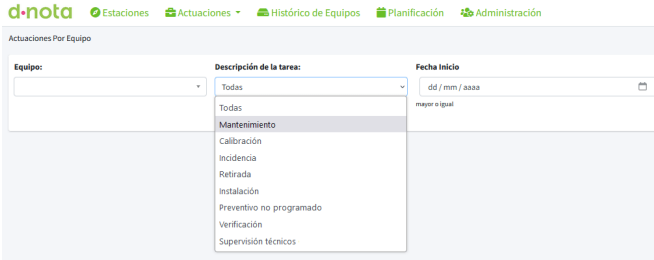 d·nota Estaciones Actuaciones Histórico de Equipos Planificación Administración
Actuaciones Por Equipo
Equipo: Descripción de la tarea: Fecha Inicio
Todas dd / mm / aaaa
mayor o igual
Todas
Mantenimiento
Calibración
Incidencia
Retirada
Instalación
Preventivo no programado
Verificación
Supervisión técnicos